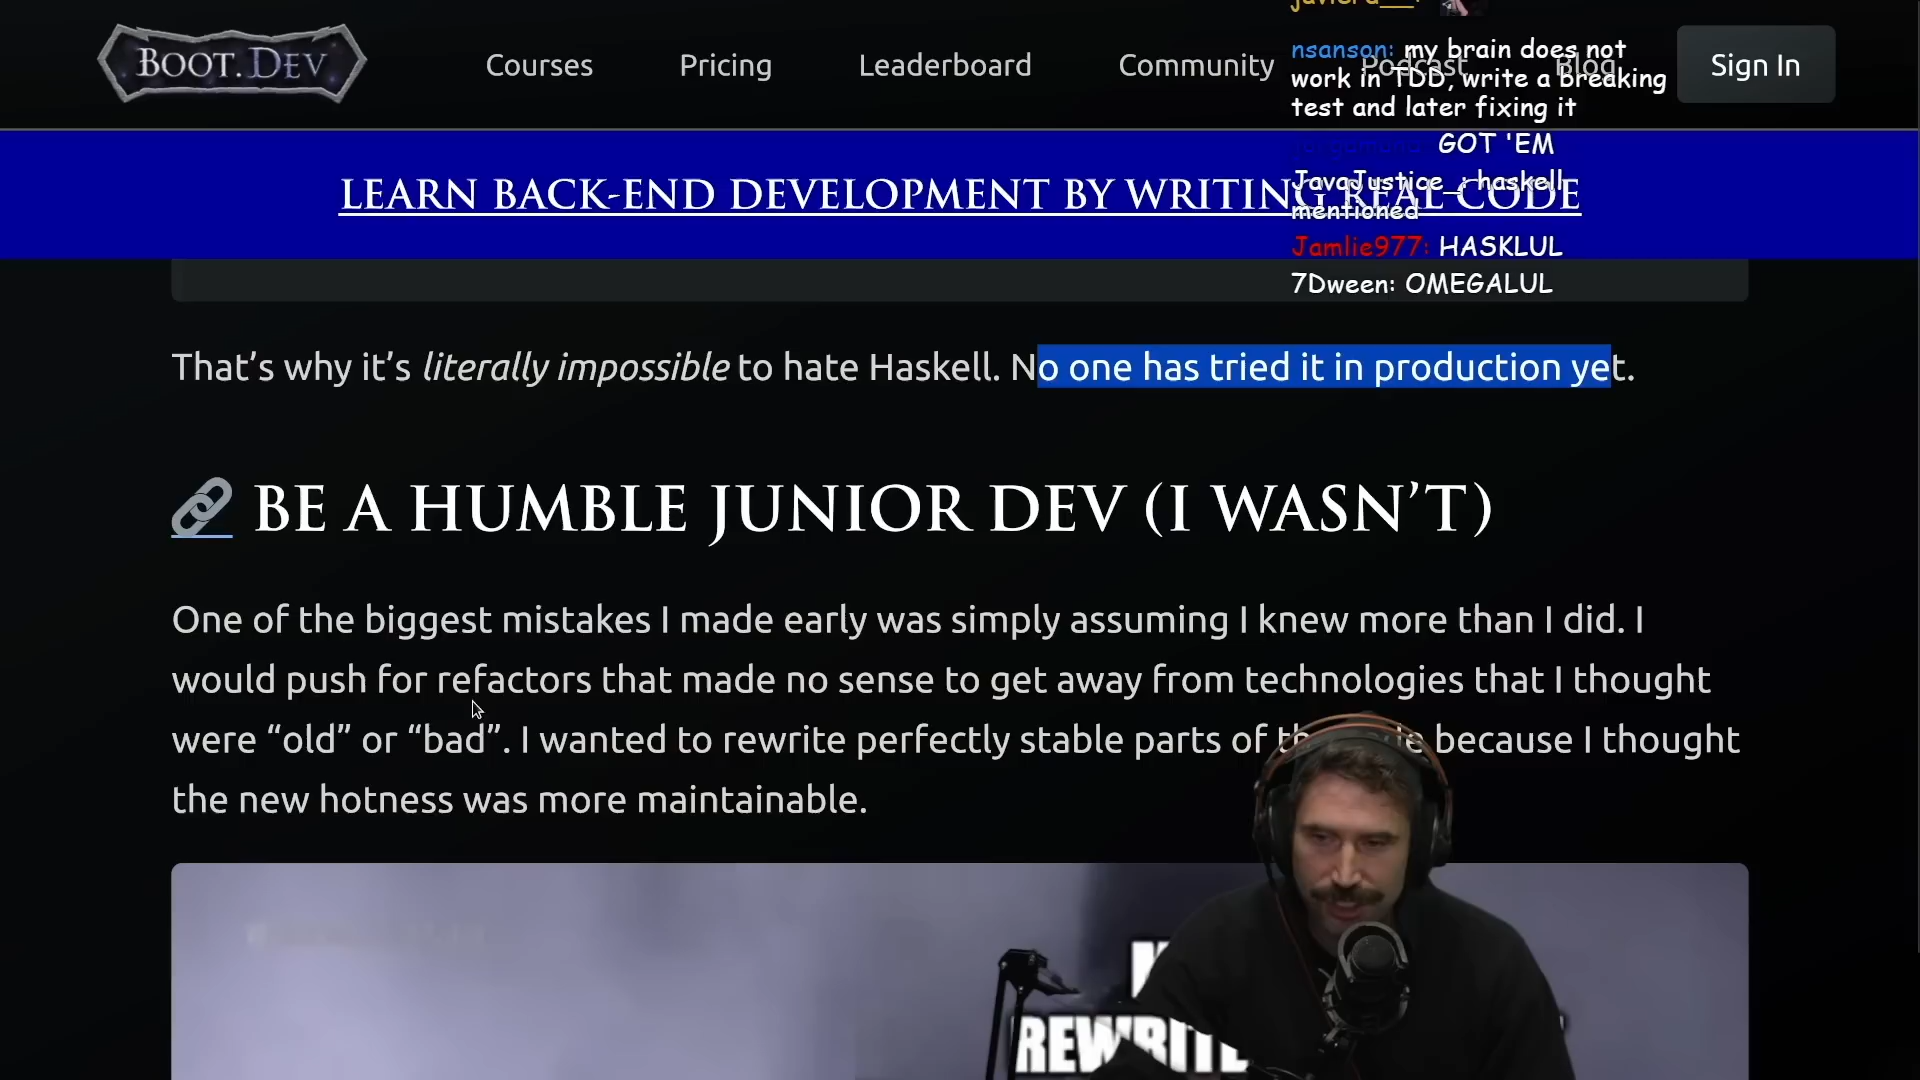 javiera__:
BOOT.DEV
Courses
Pricing
Leaderboard
Community
Podcast
Blog
Sign In
nsanson: my brain does not
work in TDD, write a breaking
test and later fixing it
GOT 'EM
JavaJustice_: haskell
mentioned
Jamlie977: HASKLUL
7Dween: OMEGALUL
LEARN BACK-END DEVELOPMENT BY WRITING REAL CODE
That’s why it’s literally impossible to hate Haskell. No one has tried it in production yet.
BE A HUMBLE JUNIOR DEV (I WASN’T)
One of the biggest mistakes I made early was simply assuming I knew more than I did. I
would push for refactors that made no sense to get away from technologies that I thought
were “old” or “bad”. I wanted to rewrite perfectly stable parts of the code because I thought
the new hotness was more maintainable.
REWRITE